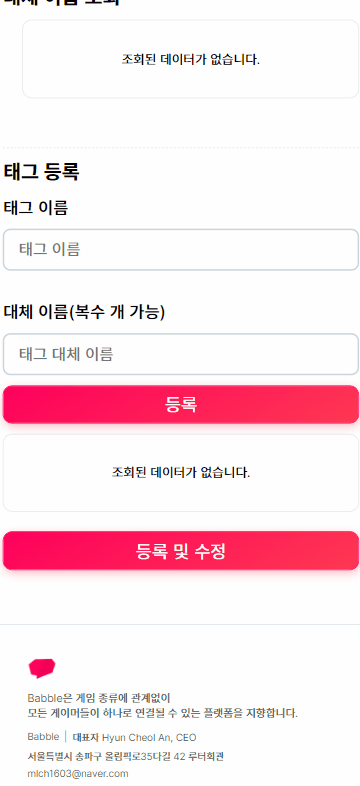 대체 이름 조회
조회된 데이터가 없습니다.
태그 등록
태그 이름
태그 이름
대체 이름(복수 개 가능)
태그 대체 이름
등록
조회된 데이터가 없습니다.
등록 및 수정
Babble은 게임 종류에 관계없이
모든 게이머들이 하나로 연결될 수 있는 플랫폼을 지향합니다.
Babble | 대표자 Hyun Cheol An, CEO
서울특별시 송파구 올림픽로35다길 42 루터회관
mlch1603@naver.com